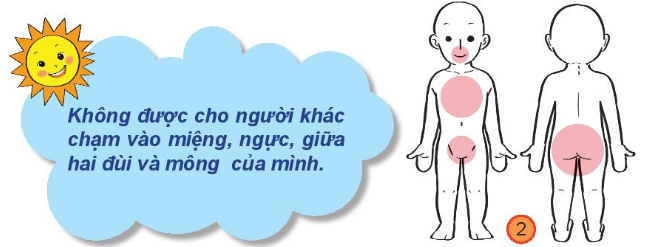 Không được cho người khác
chạm vào miệng, ngực, giữa
hai đùi và mông của mình.
2